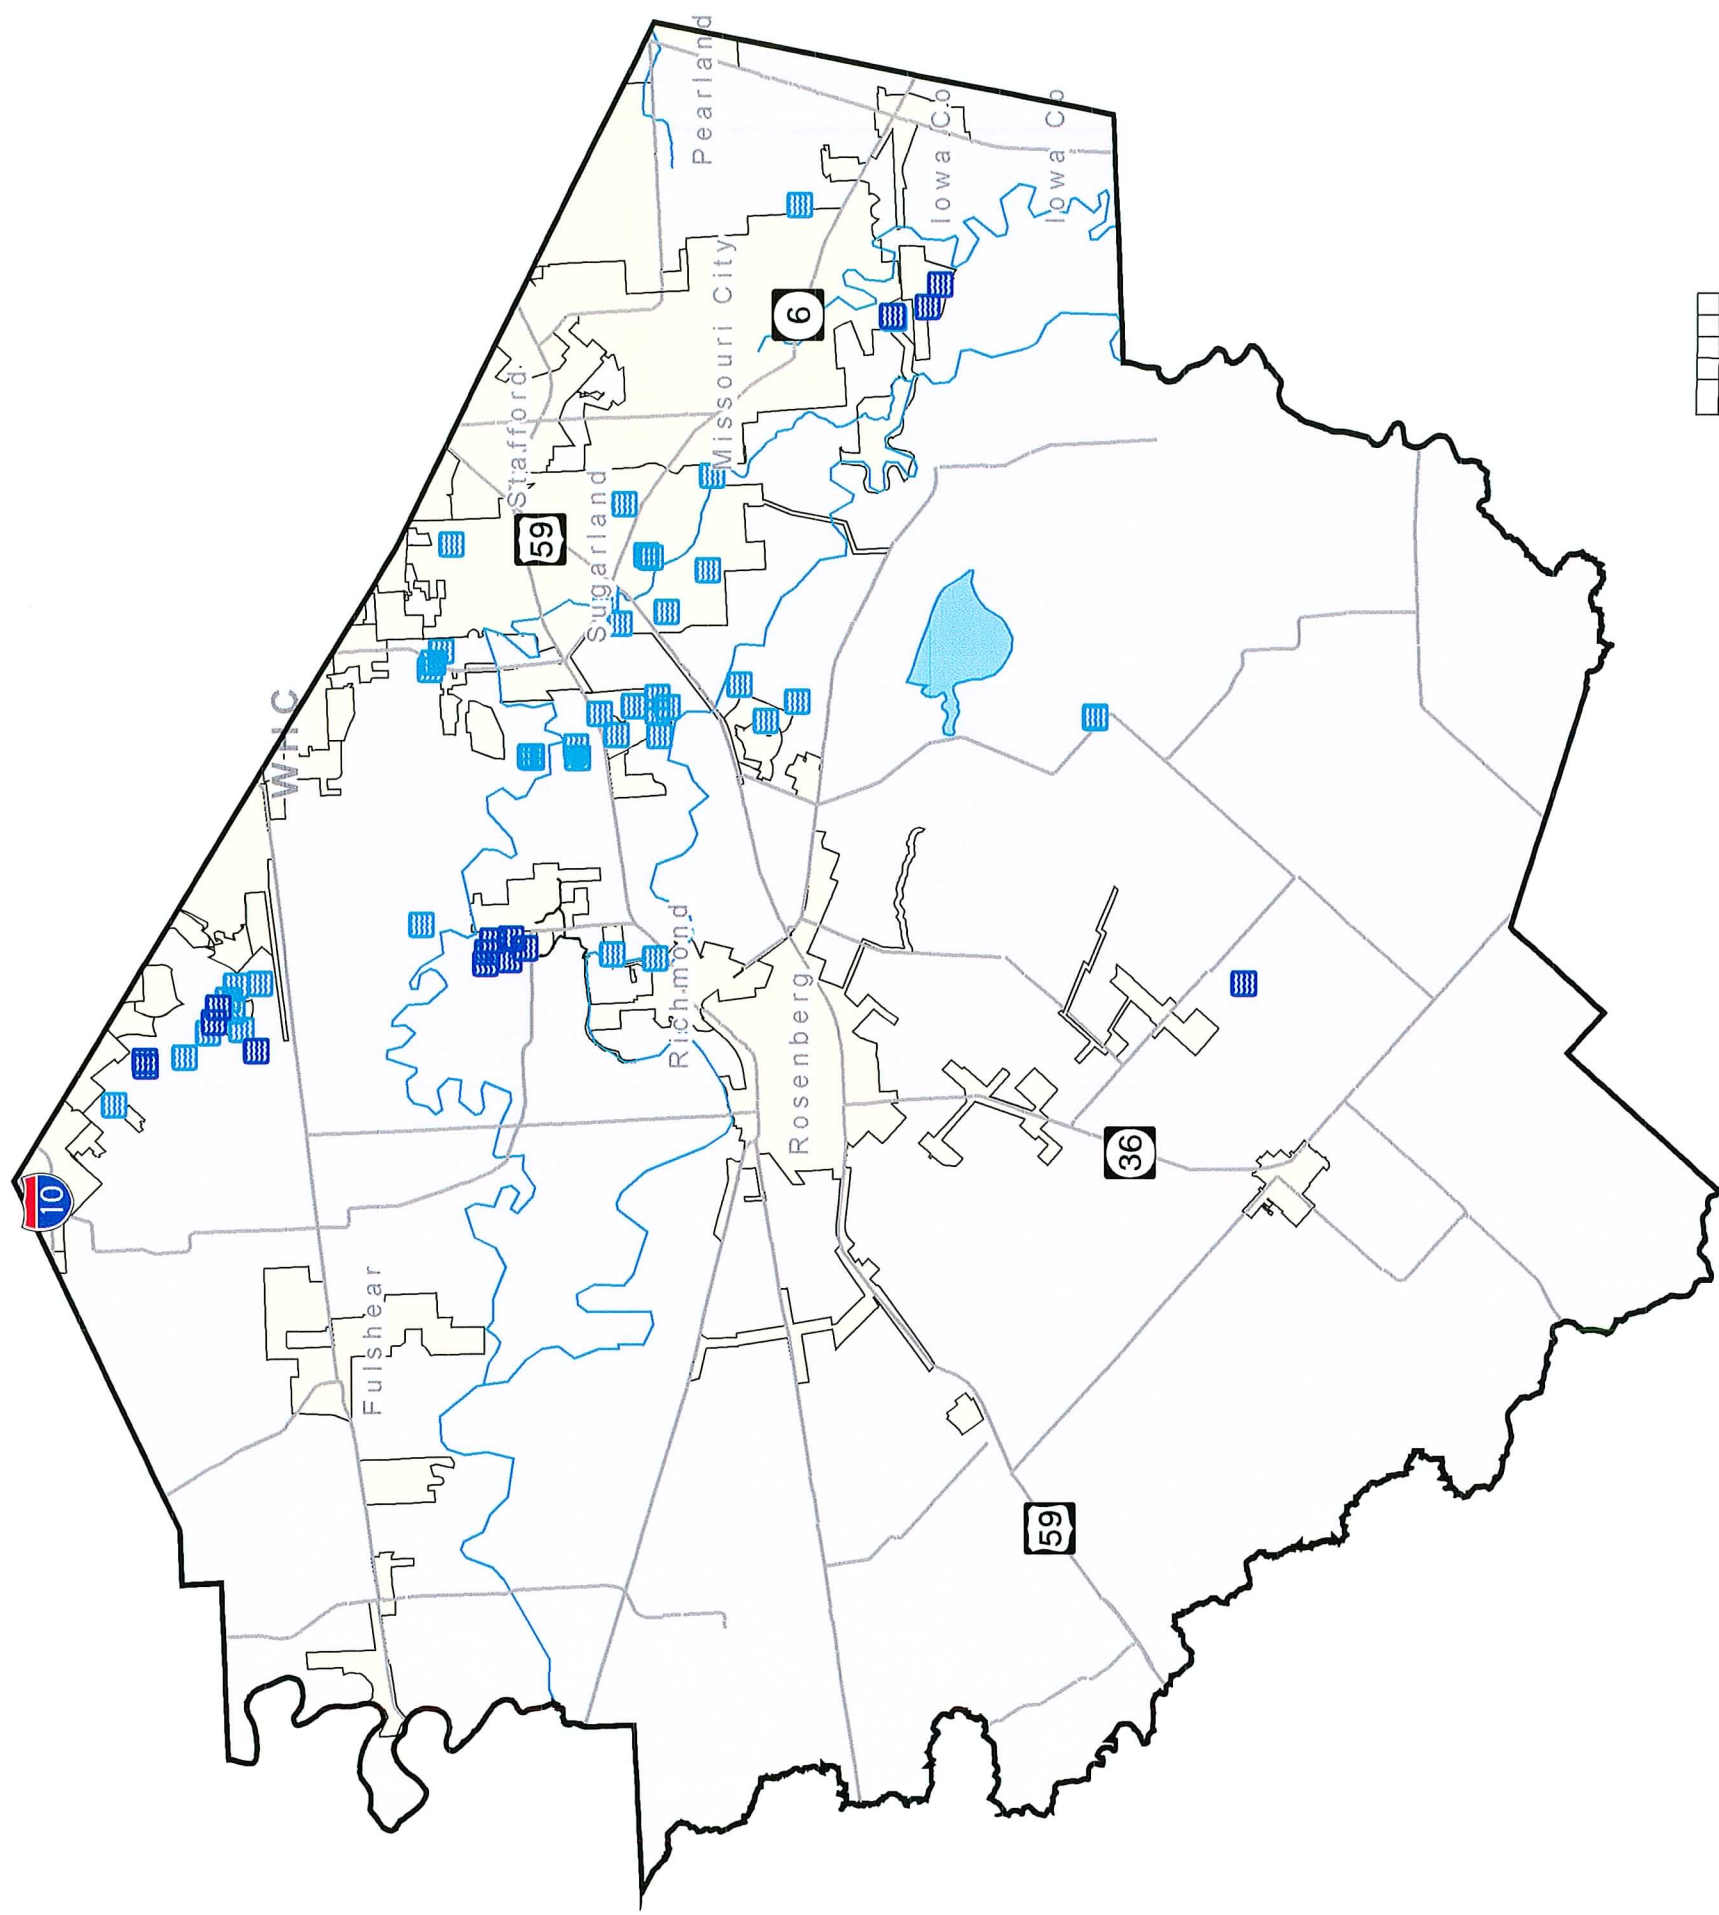 10
W-HC
Fulshear
Stafford
59
Sugarland
Richmond
Pearland
Missouri City
Rosenberg
6
Iowa Co
59
Iowa Co
36